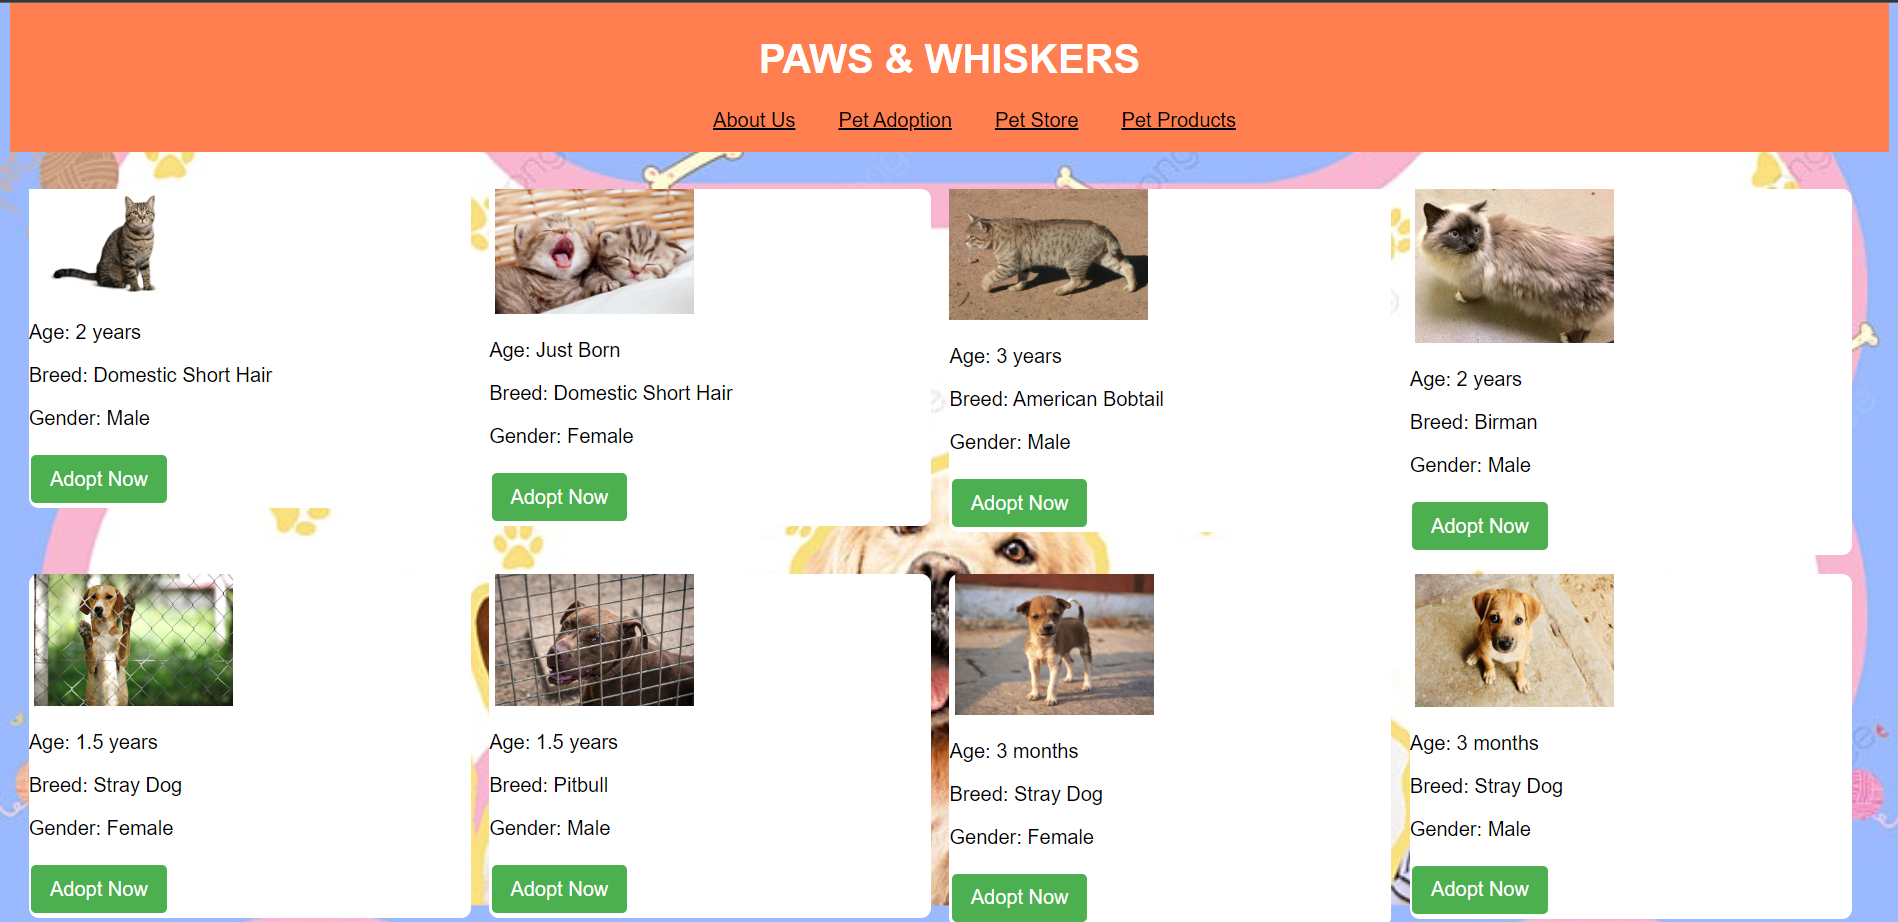 PAWS & WHISKERS
About Us Pet Adoption Pet Store Pet Products
Age: 2 years
Breed: Domestic Short Hair
Gender: Male
Adopt Now
Age: Just Born
Breed: Domestic Short Hair
Gender: Female
Adopt Now
Age: 3 years
Breed: American Bobtail
Gender: Male
Adopt Now
Age: 2 years
Breed: Birman
Gender: Male
Adopt Now
Age: 1.5 years
Breed: Stray Dog
Gender: Female
Adopt Now
Age: 1.5 years
Breed: Pitbull
Gender: Male
Adopt Now
Age: 3 months
Breed: Stray Dog
Gender: Female
Adopt Now
Age: 3 months
Breed: Stray Dog
Gender: Male
Adopt Now